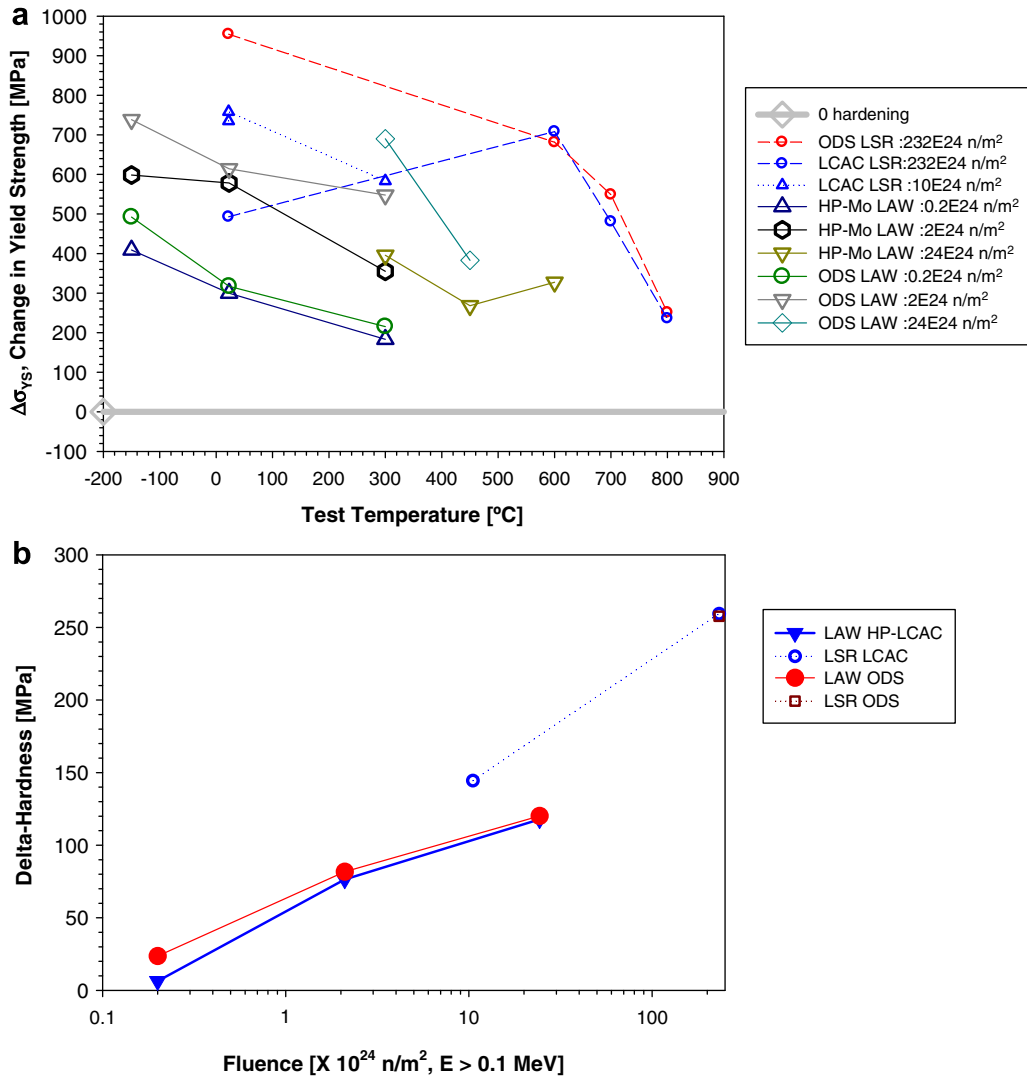 a
1000
900
800
700
600
500
400
300
200
100
0
-100
-200 -100 0 100 200 300 400 500 600 700 800 900
Δσ_YS, Change in Yield Strength [MPa]
Test Temperature [ºC]
0 hardening
ODS LSR :232E24 n/m²
LCAC LSR:232E24 n/m²
LCAC LSR :10E24 n/m²
HP-Mo LAW :0.2E24 n/m²
HP-Mo LAW :2E24 n/m²
HP-Mo LAW :24E24 n/m²
ODS LAW :0.2E24 n/m²
ODS LAW :2E24 n/m²
ODS LAW :24E24 n/m²
b
300
250
200
150
100
50
0
0.1 1 10 100
Delta-Hardness [MPa]
Fluence [X 10²⁴ n/m², E > 0.1 MeV]
LAW HP-LCAC
LSR LCAC
LAW ODS
LSR ODS